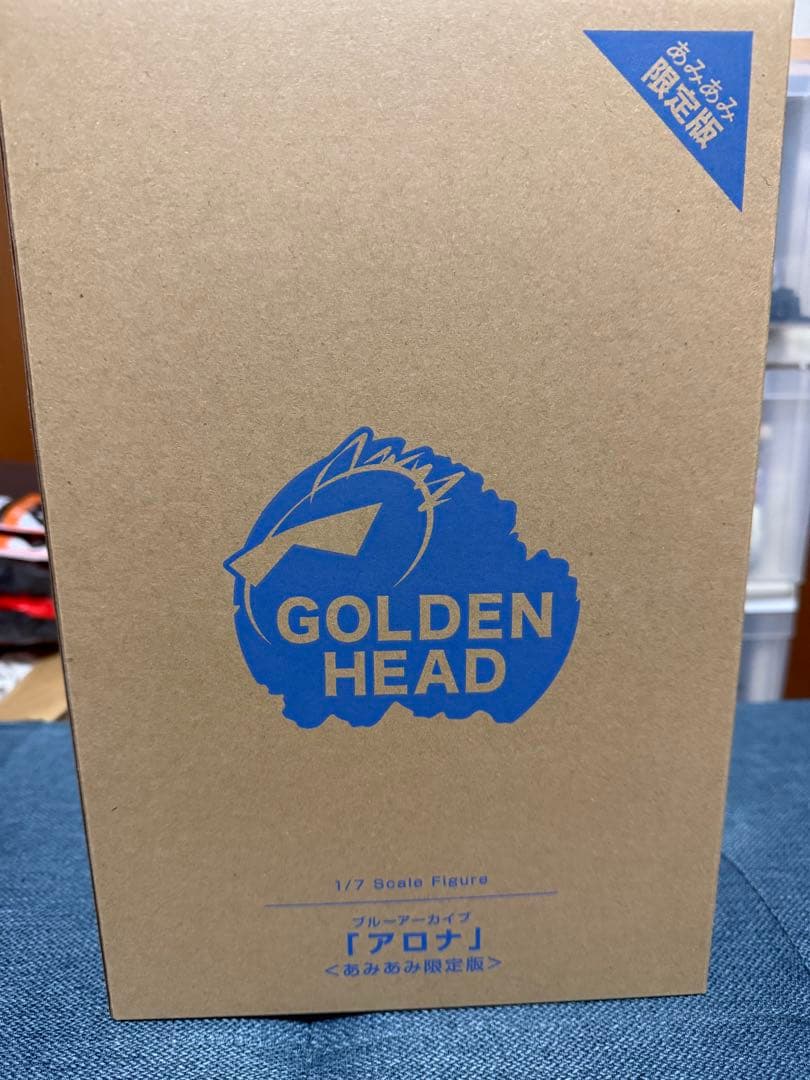 あみあみ
限定版
GOLDEN
HEAD
1/7 Scale Figure
ブルーアーカイブ
「アロナ」
＜あみあみ限定版＞